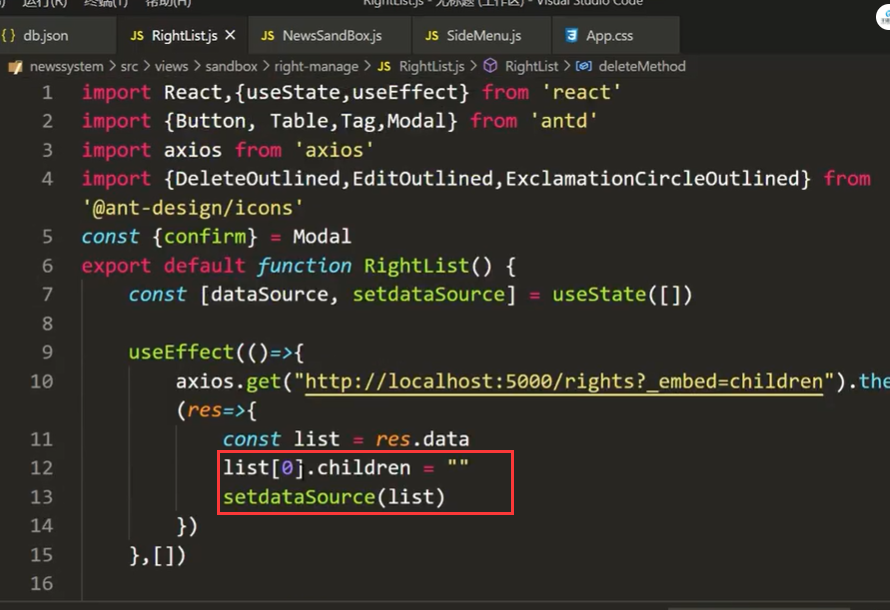 运行(R) 终端(T) 帮助(H) RightList.js - 无标题 (工作区) - Visual Studio Code
{} db.json JS RightList.js × JS NewsSandBox.js JS SideMenu.js App.css
newssystem > src > views > sandbox > right-manage > JS RightList.js > RightList > deleteMethod
1 import React,{useState,useEffect} from 'react'
2 import {Button, Table,Tag,Modal} from 'antd'
3 import axios from 'axios'
4 import {DeleteOutlined,EditOutlined,ExclamationCircleOutlined} from
'@ant-design/icons'
5 const {confirm} = Modal
6 export default function RightList() {
7 const [dataSource, setdataSource] = useState([])
8
9 useEffect(()=>{
10 axios.get("http://localhost:5000/rights?_embed=children").the
(res=>{
11 const list = res.data
12 list[0].children = ""
13 setdataSource(list)
14 })
15 },[])
16